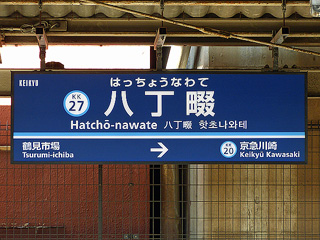 KEIKYU
はっちょうなわて
KK
27
八丁畷
Hatchō-nawate 八丁畷 핫초나와테
鶴見市場
Tsurumi-ichiba
→
KK
20
京急川崎
Keikyū Kawasaki